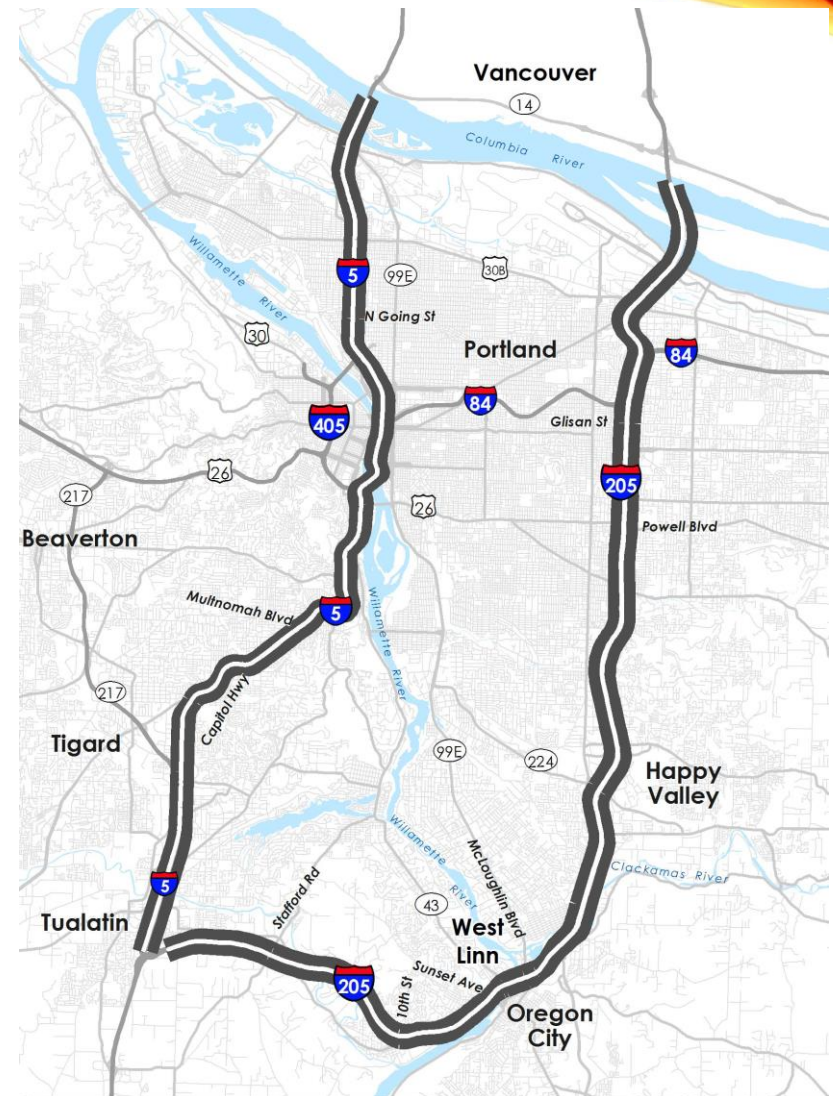 Vancouver
14
Columbia River
Willamette River
5
99E
30B
N Going St
30
Portland
84
84
405
Glisan St
26
217
205
26
Powell Blvd
Beaverton
Multnomah Blvd
5
Willamette River
217
Capitol Hwy
Tigard
99E
224
Happy
Valley
Willamette River
McLoughlin Blvd
Clackamas River
5
Stafford Rd
43
Tualatin
West
Linn
Sunset Ave
205
10th St
Oregon
City